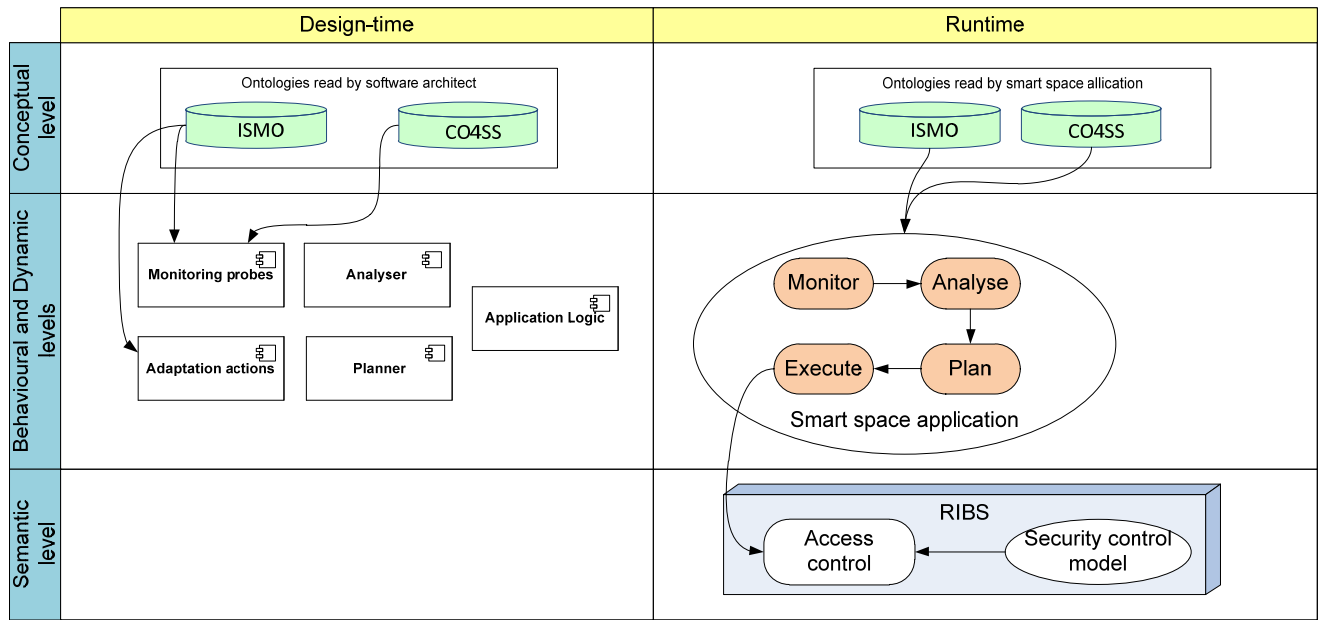 Design-time
Runtime
Conceptual
level
Ontologies read by software architect
ISMO
CO4SS
Ontologies read by smart space allication
ISMO
CO4SS
Behavioural and Dynamic
levels
Monitoring probes
Analyser
Application Logic
Adaptation actions
Planner
Monitor
Analyse
Execute
Plan
Smart space application
Semantic
level
RIBS
Access
control
Security control
model